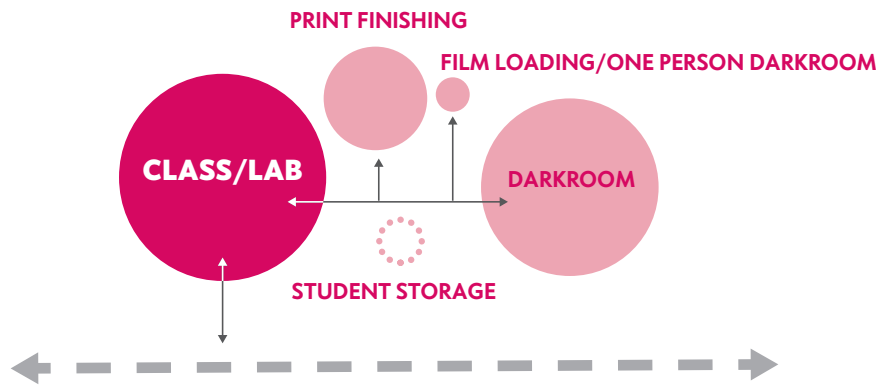 PRINT FINISHING
FILM LOADING/ONE PERSON DARKROOM
CLASS/LAB
DARKROOM
STUDENT STORAGE